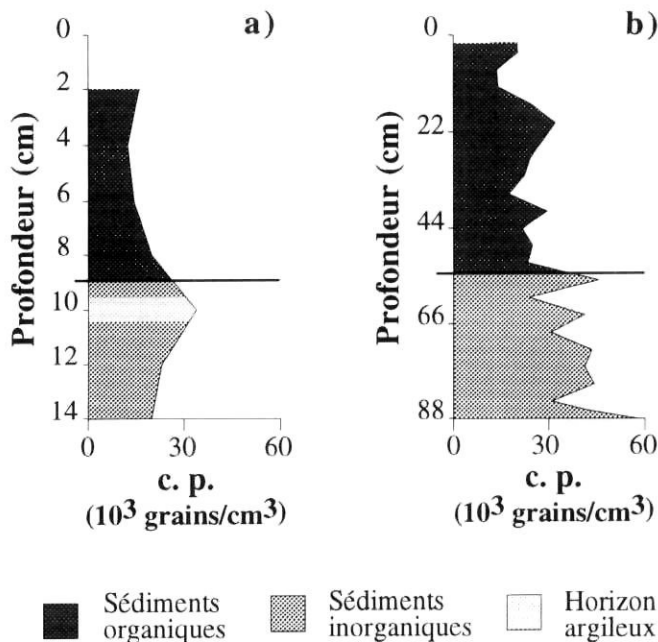 a)
0
2
4
6
8
10
12
14
Profondeur (cm)
0 30 60
c. p.
(10³ grains/cm³)
b)
0
22
44
66
88
Profondeur (cm)
0 30 60
c. p.
(10³ grains/cm³)
Sédiments organiques
Sédiments inorganiques
Horizon argileux